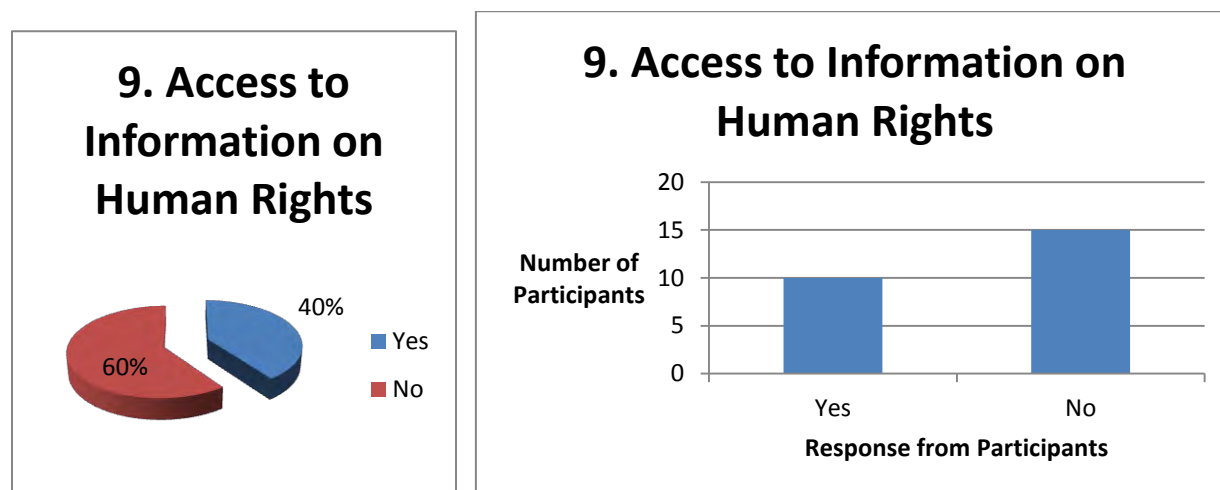 9. Access to
Information on
Human Rights
40%
60%
Yes
No
9. Access to Information on
Human Rights
20
15
10
5
0
Number of
Participants
Yes
No
Response from Participants